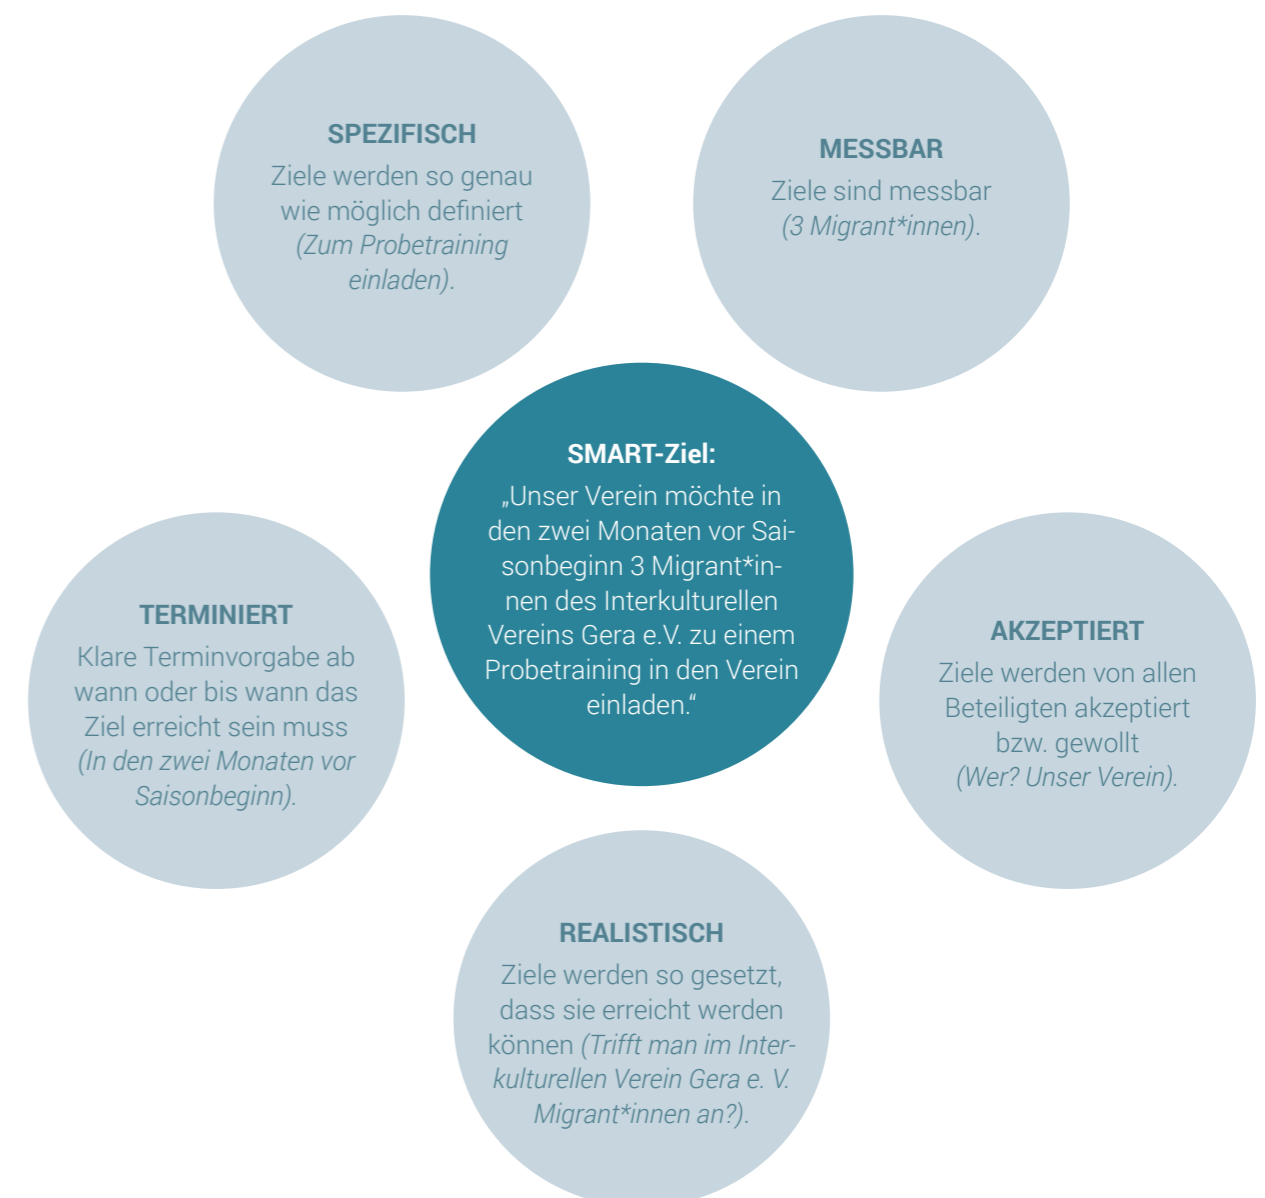 SPEZIFISCH
Ziele werden so genau
wie möglich definiert
(Zum Probetraining
einladen).
MESSBAR
Ziele sind messbar
(3 Migrant*innen).
SMART-Ziel:
„Unser Verein möchte in
den zwei Monaten vor Sai-
sonbeginn 3 Migrant*in-
nen des Interkulturellen
Vereins Gera e.V. zu einem
Probetraining in den Verein
einladen.“
TERMINIERT
Klare Terminvorgabe ab
wann oder bis wann das
Ziel erreicht sein muss
(In den zwei Monaten vor
Saisonbeginn).
AKZEPTIERT
Ziele werden von allen
Beteiligten akzeptiert
bzw. gewollt
(Wer? Unser Verein).
REALISTISCH
Ziele werden so gesetzt,
dass sie erreicht werden
können (Trifft man im Inter-
kulturellen Verein Gera e. V.
Migrant*innen an?).